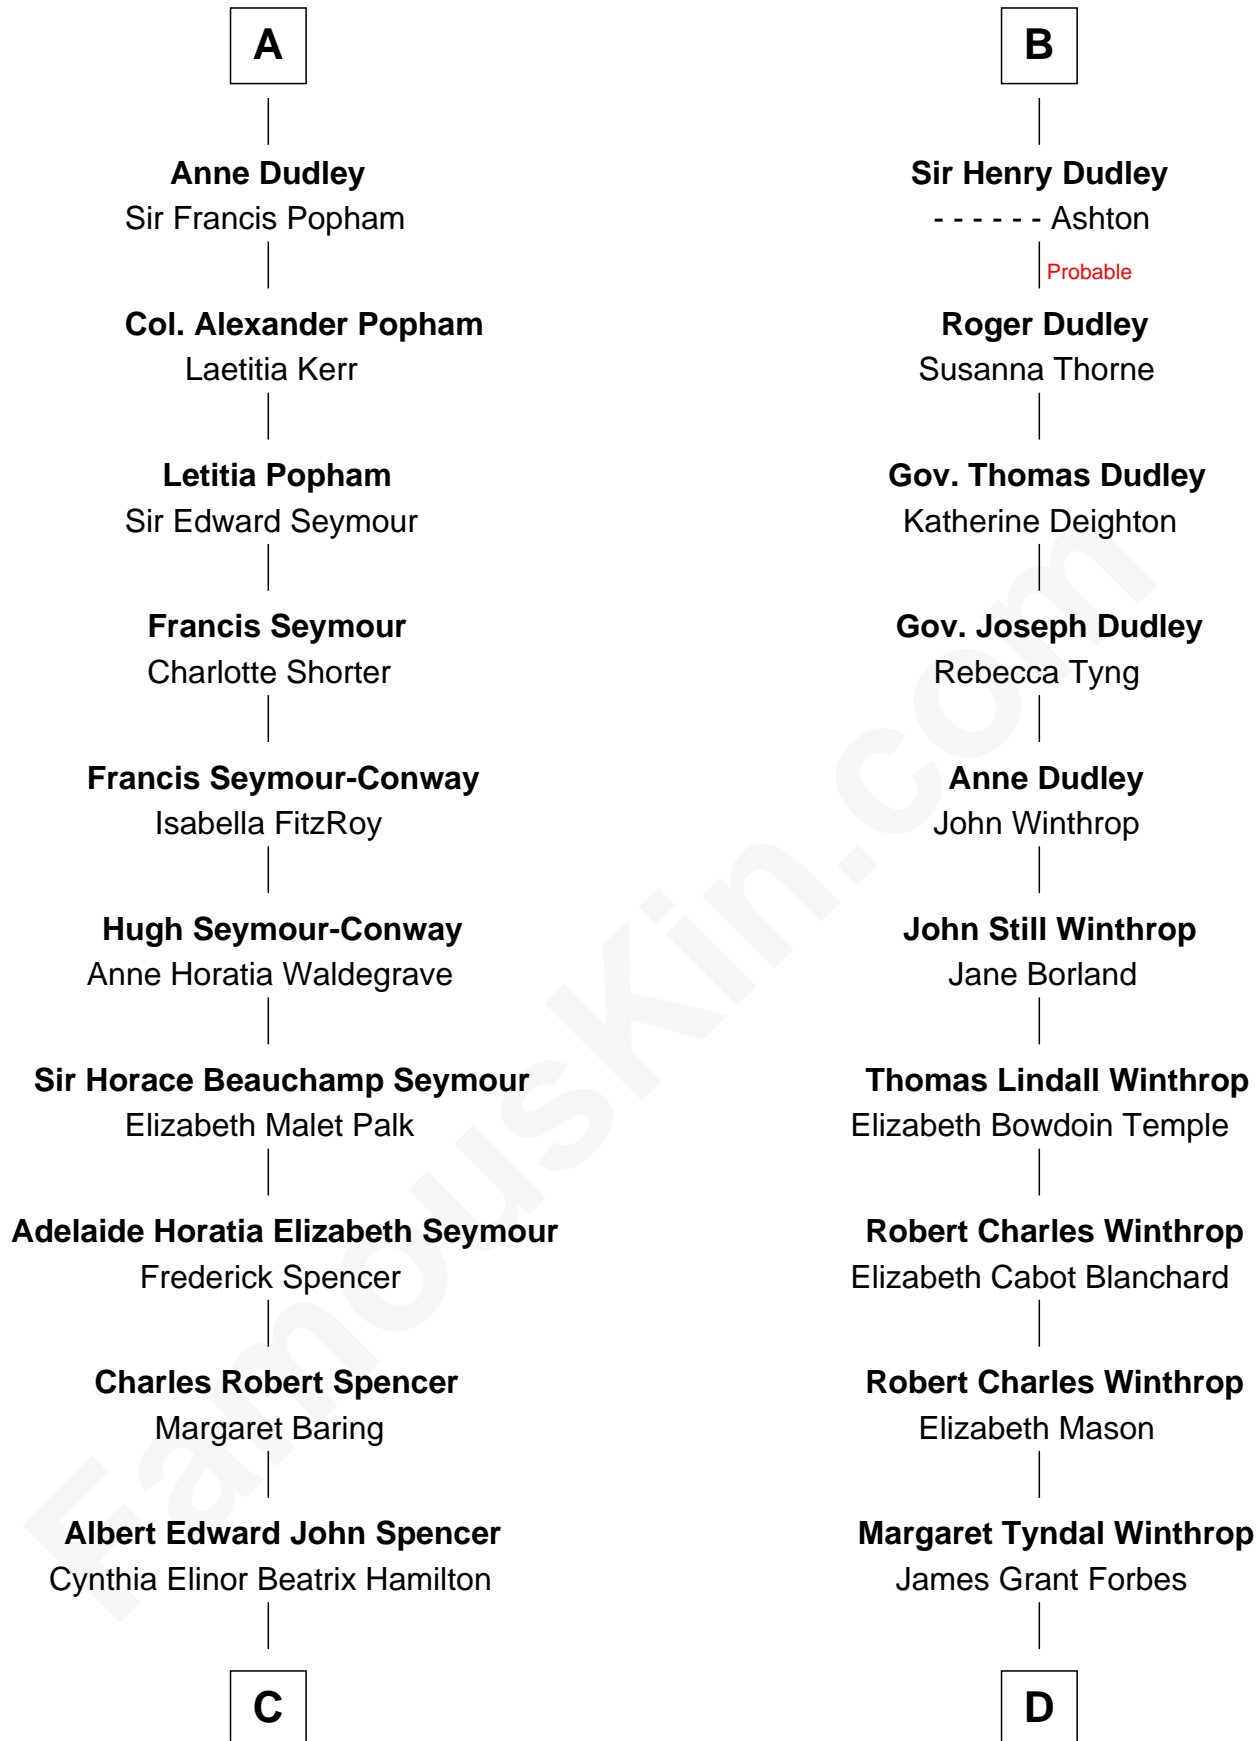 A
Anne Dudley
Sir Francis Popham
Col. Alexander Popham
Laetitia Kerr
Letitia Popham
Sir Edward Seymour
Francis Seymour
Charlotte Shorter
Francis Seymour-Conway
Isabella FitzRoy
Hugh Seymour-Conway
Anne Horatia Waldegrave
Sir Horace Beauchamp Seymour
Elizabeth Malet Palk
Adelaide Horatia Elizabeth Seymour
Frederick Spencer
Charles Robert Spencer
Margaret Baring
Albert Edward John Spencer
Cynthia Elinor Beatrix Hamilton
C
B
Sir Henry Dudley
- - - - - - Ashton
Probable
Roger Dudley
Susanna Thorne
Gov. Thomas Dudley
Katherine Deighton
Gov. Joseph Dudley
Rebecca Tyng
Anne Dudley
John Winthrop
John Still Winthrop
Jane Borland
Thomas Lindall Winthrop
Elizabeth Bowdoin Temple
Robert Charles Winthrop
Elizabeth Cabot Blanchard
Robert Charles Winthrop
Elizabeth Mason
Margaret Tyndal Winthrop
James Grant Forbes
D
FamousKin.com